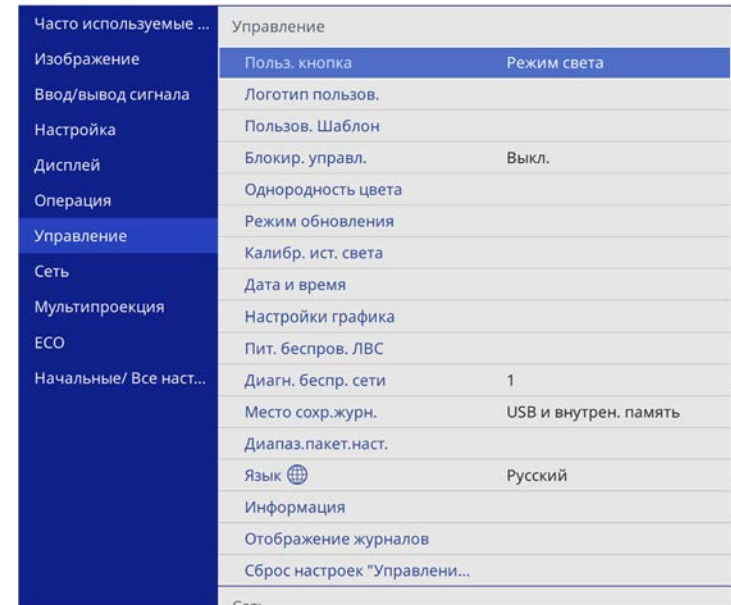 Часто используемые ...
Изображение
Ввод/вывод сигнала
Настройка
Дисплей
Операция
Управление
Сеть
Мультипроекция
ECO
Начальные/ Все наст...
Управление
Польз. кнопка Режим света
Логотип пользов.
Пользов. Шаблон
Блокир. управл. Выкл.
Однородность цвета
Режим обновления
Калибр. ист. света
Дата и время
Настройки графика
Пит. беспров. ЛВС
Диагн. беспр. сети 1
Место сохр.журн. USB и внутрен. память
Диапаз.пакет.наст.
Язык Русский
Информация
Отображение журналов
Сброс настроек "Управлени...